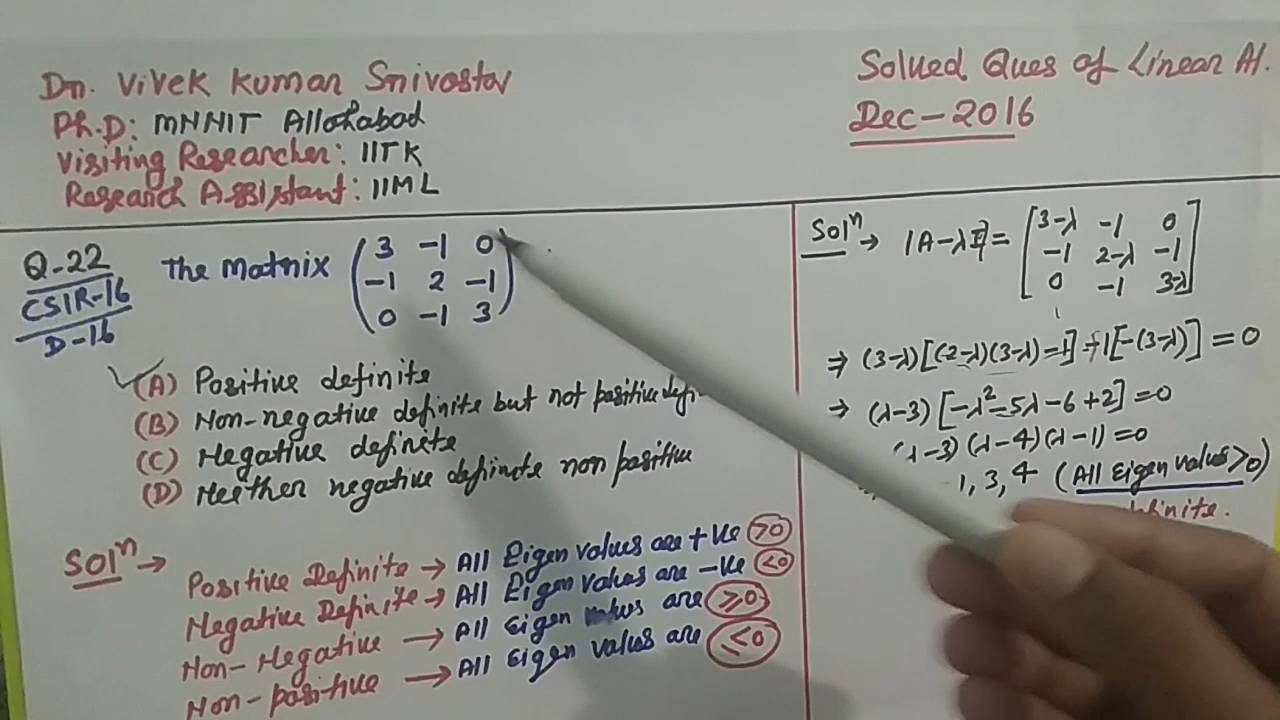 Dr. Vivek Kumar Srivastav
Ph.D: MNNIT Allahabad
Visiting Researcher: IITK
Research Assistant: IIML
Solved Ques of Linear Al.
Dec-2016
Q-22
CSIR-16
D-16
The Matrix
3 -1 0
-1 2 -1
0 -1 3
(A) Positive definite
(B) Non-negative definite but not positive defi
(C) Negative definite
(D) Neither negative definite non positive
Solⁿ →
Positive Definite → All Eigen values are +ve >0
Negative Definite → All Eigen values are -ve <0
Non-Negative → All Eigen values are ≥0
Non-positive → All Eigen values are ≤0
Solⁿ → |A-λI| =
3-λ -1 0
-1 2-λ -1
0 -1 3-λ
⇒ (3-λ)[(2-λ)(3-λ)-1]+1[-(3-λ)] = 0
⇒ (λ-3)[-λ²-5λ-6+2]=0
(λ-3)(λ-4)(λ-1)=0
1, 3, 4 (All Eigen values >0)
definite.